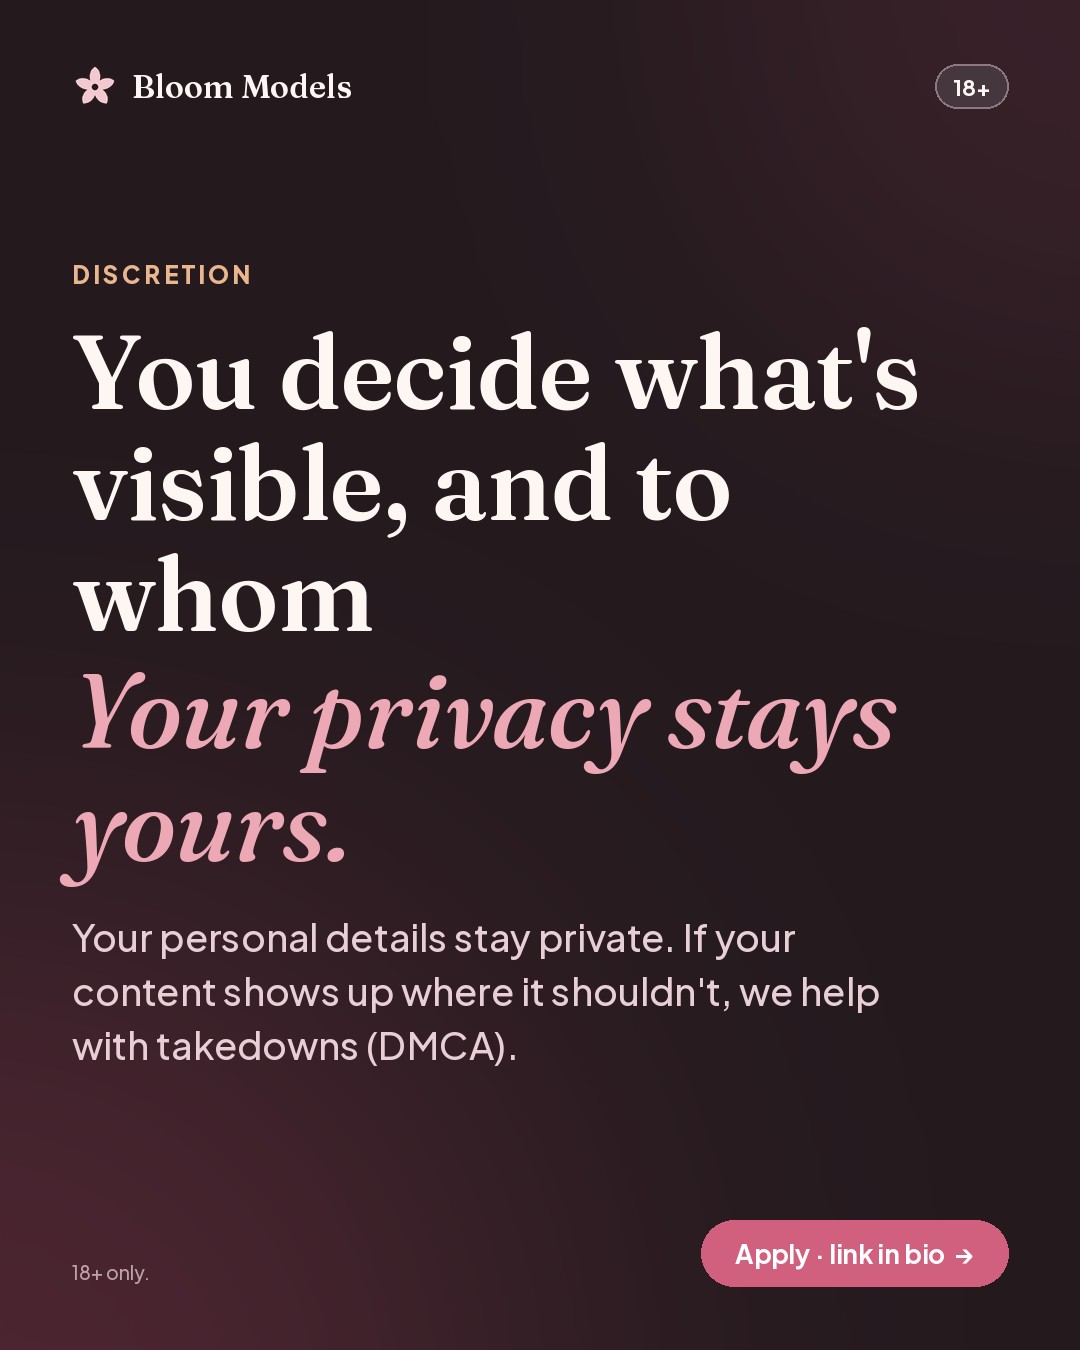 Bloom Models
18+
DISCRETION
You decide what's
visible, and to
whom
Your privacy stays
yours.
Your personal details stay private. If your
content shows up where it shouldn't, we help
with takedowns (DMCA).
18+ only.
Apply · link in bio →